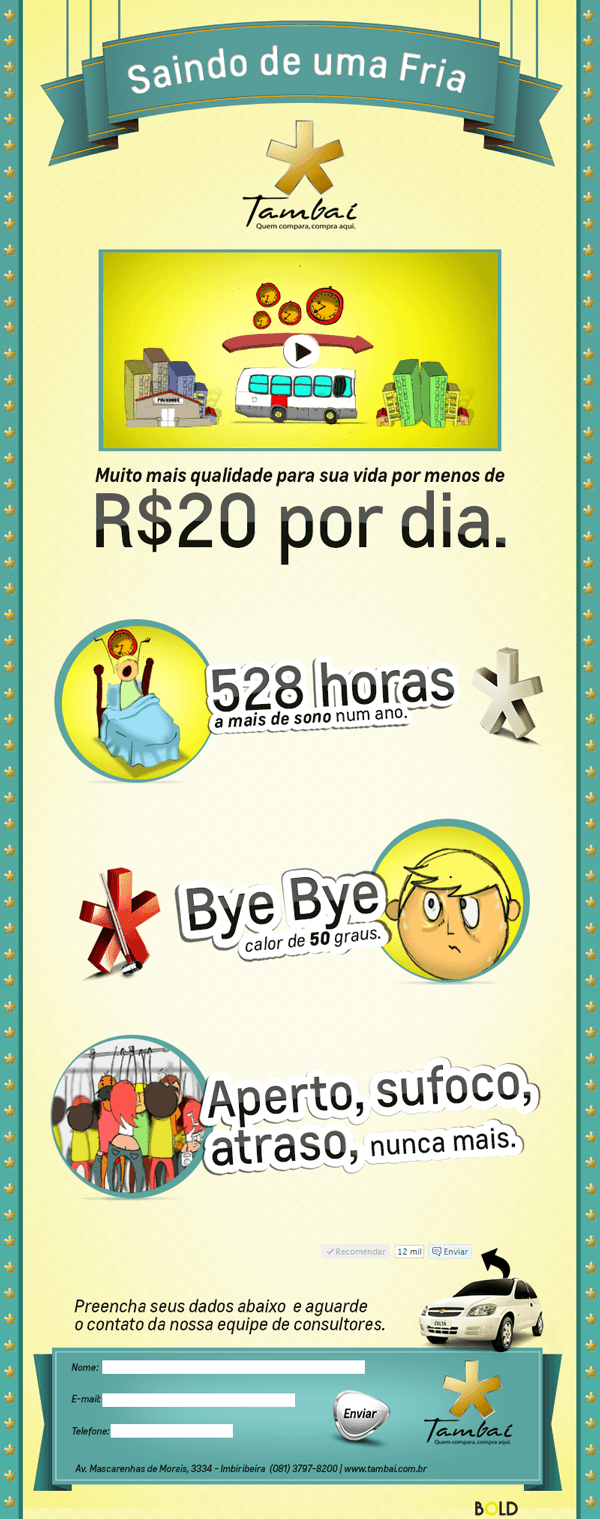 Saindo de uma Fria
Tambaí
Quem compara, compra aqui.
Muito mais qualidade para sua vida por menos de
R$20 por dia.
528 horas
a mais de sono num ano.
Bye Bye
calor de 50 graus.
Aperto, sufoco,
atraso, nunca mais.
Recomendar 12 mil Enviar
Preencha seus dados abaixo e aguarde
o contato da nossa equipe de consultores.
CELTA
Nome:
E-mail:
Telefone:
Enviar
Tambaí
Quem compara, compra aqui.
Av. Mascarenhas de Morais, 3334 - Imbiribeira (081) 3797-8200 | www.tambai.com.br
BOLD